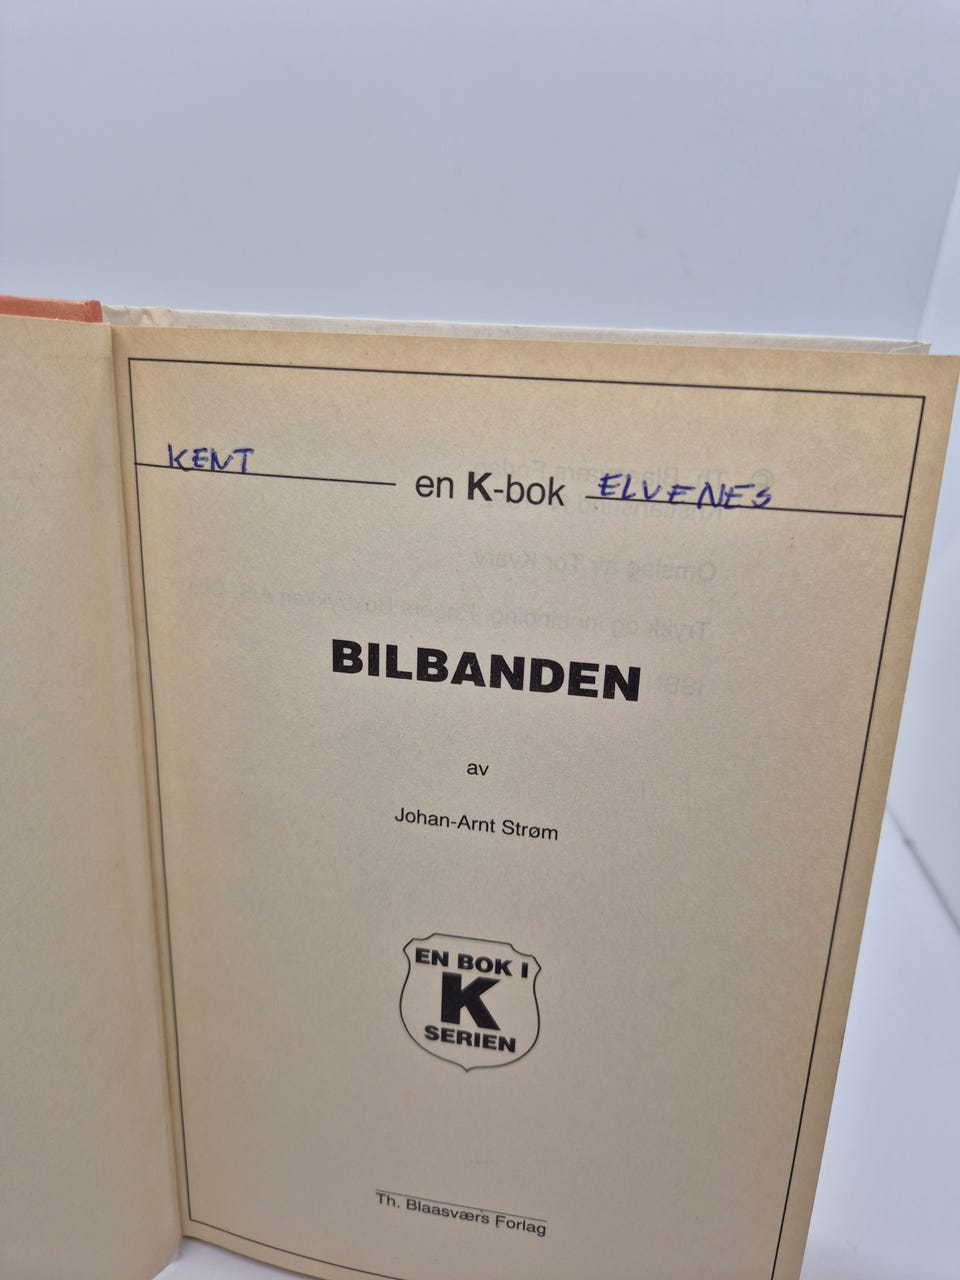 KENT en K-bok ELVENES
BILBANDEN
av
Johan-Arnt Strøm
EN BOK I
K
SERIEN
Th. Blaasværs Forlag